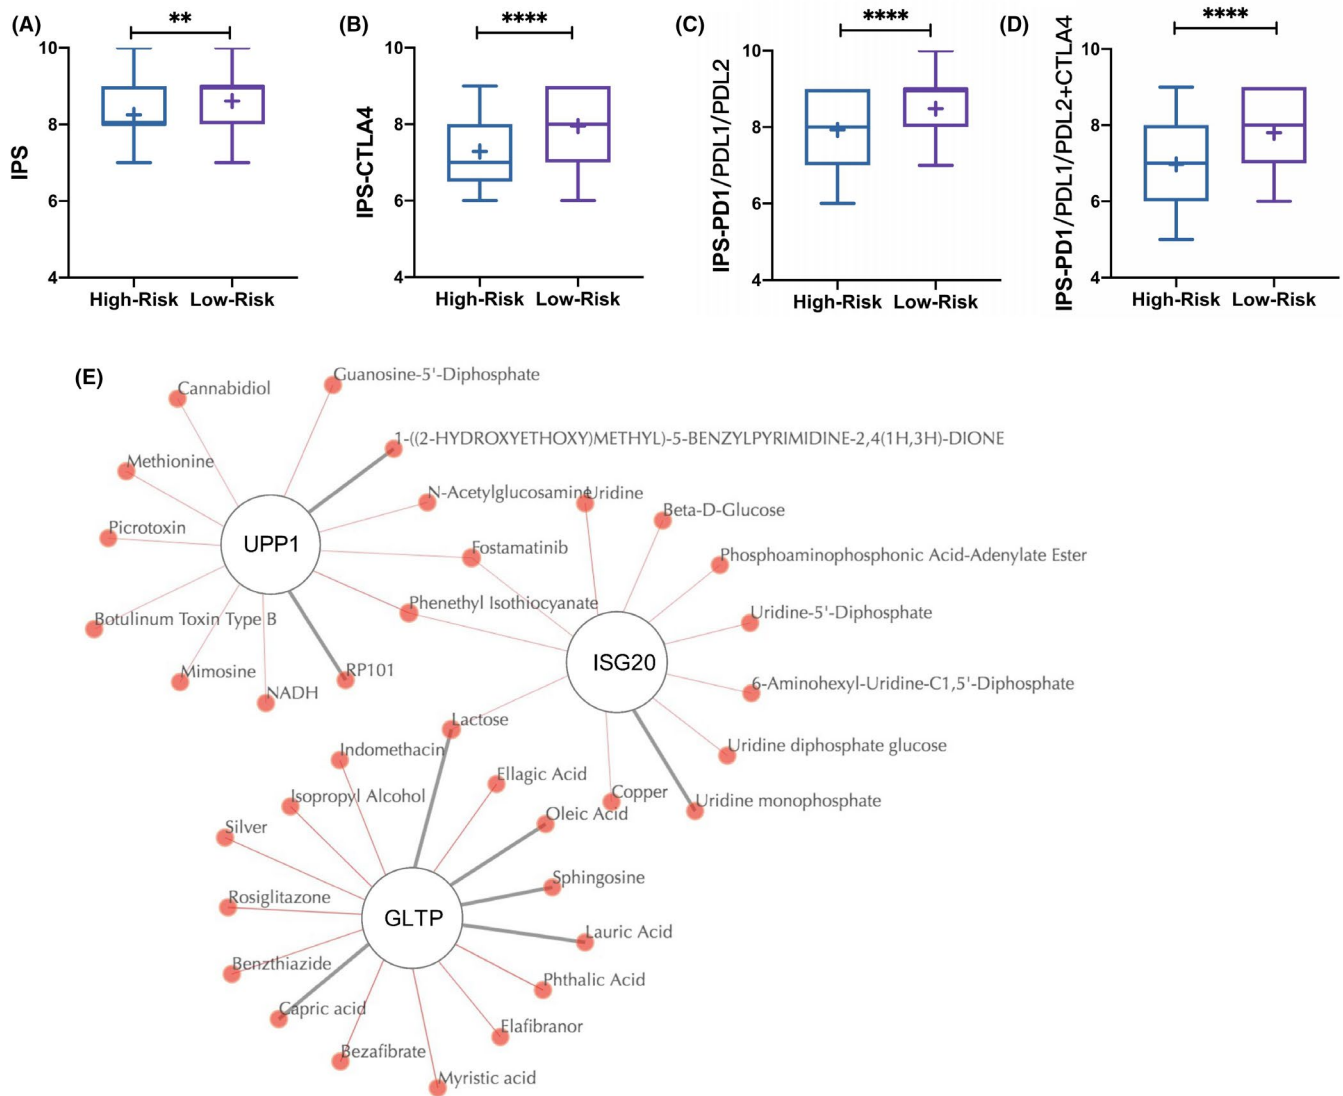 (A)
**
IPS
10
8
6
4
High-Risk Low-Risk
(B)
****
IPS-CTLA4
10
8
6
4
High-Risk Low-Risk
(C)
****
IPS-PD1/PDL1/PDL2
10
8
6
4
High-Risk Low-Risk
(D)
****
IPS-PD1/PDL1/PDL2+CTLA4
10
8
6
4
High-Risk Low-Risk
(E)
Guanosine-5'-Diphosphate
Cannabidiol
1-((2-HYDROXYETHOXY)METHYL)-5-BENZYLPYRIMIDINE-2,4(1H,3H)-DIONE
Methionine
N-Acetylglucosamine
Uridine
Beta-D-Glucose
Picrotoxin
UPP1
Fostamatinib
Phosphoaminophosphonic Acid-Adenylate Ester
Phenethyl Isothiocyanate
Uridine-5'-Diphosphate
Botulinum Toxin Type B
ISG20
Mimosine
RP101
NADH
6-Aminohexyl-Uridine-C1,5'-Diphosphate
Lactose
Indomethacin
Uridine diphosphate glucose
Ellagic Acid
Isopropyl Alcohol
Copper
Uridine monophosphate
Oleic Acid
Silver
Sphingosine
Rosiglitazone
GLTP
Lauric Acid
Benzthiazide
Phthalic Acid
Capric acid
Elafibranor
Bezafibrate
Myristic acid